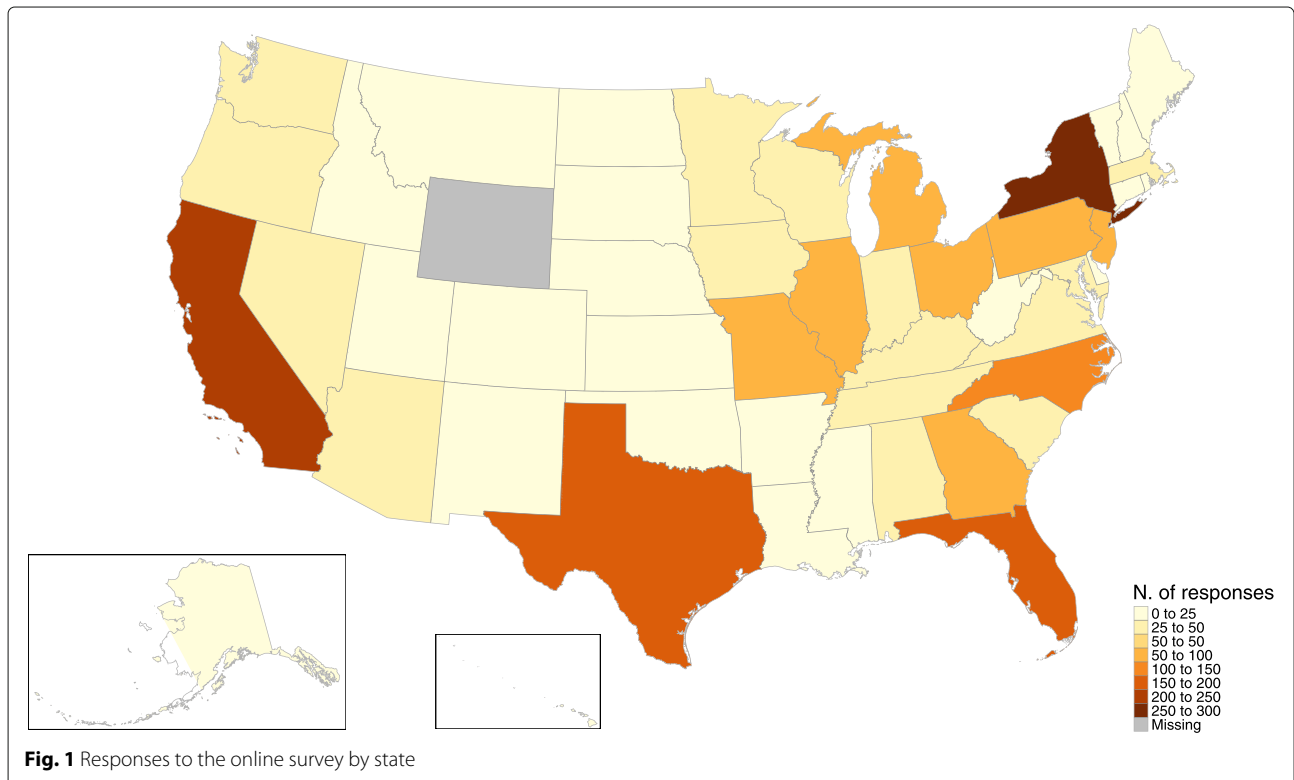 N. of responses
0 to 25
25 to 50
50 to 50
50 to 100
100 to 150
150 to 200
200 to 250
250 to 300
Missing
Fig. 1 Responses to the online survey by state